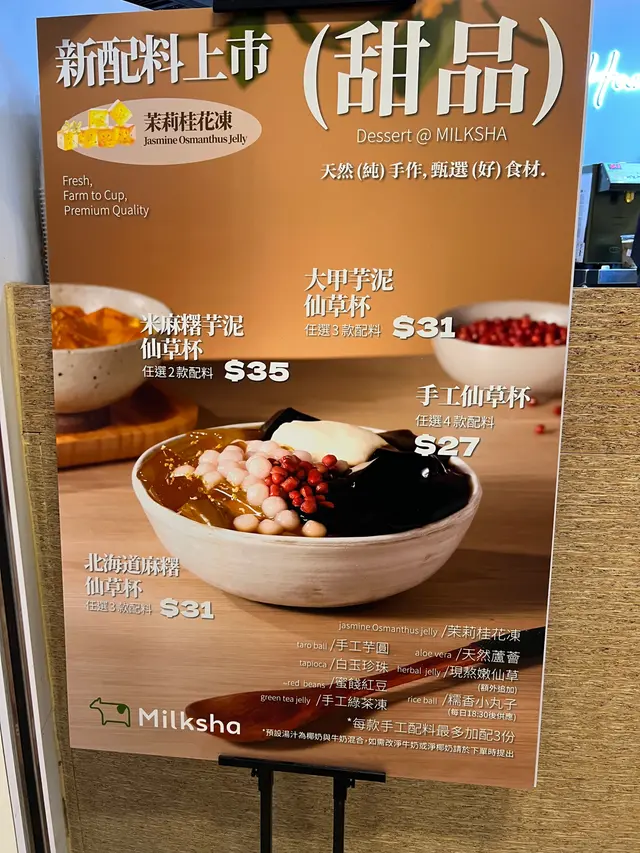 新配料上市
(甜品)
茉莉桂花凍
Jasmine Osmanthus Jelly
Dessert @ MILKSHA
天然(純)手作, 甄選(好)食材.
Fresh,
Farm to Cup,
Premium Quality
大甲芋泥
仙草杯
任選3款配料 $31
米麻糬芋泥
仙草杯
任選2款配料 $35
手工仙草杯
任選4款配料
$27
北海道麻糬
仙草杯
任選3款配料 $31
jasmine Osmanthus jelly /茉莉桂花凍
taro ball /手工芋圓
aloe vera /天然蘆薈
tapioca /白玉珍珠
herbal jelly /現熬嫩仙草
(額外追加)
red beans /蜜餞紅豆
green tea jelly /手工綠茶凍
rice ball /糯香小丸子
(每日18:30後供應)
*每款手工配料最多加配3份
*預設湯汁為椰奶與牛奶混合,如需改淨牛奶或淨椰奶請於下單時提出
Milksha